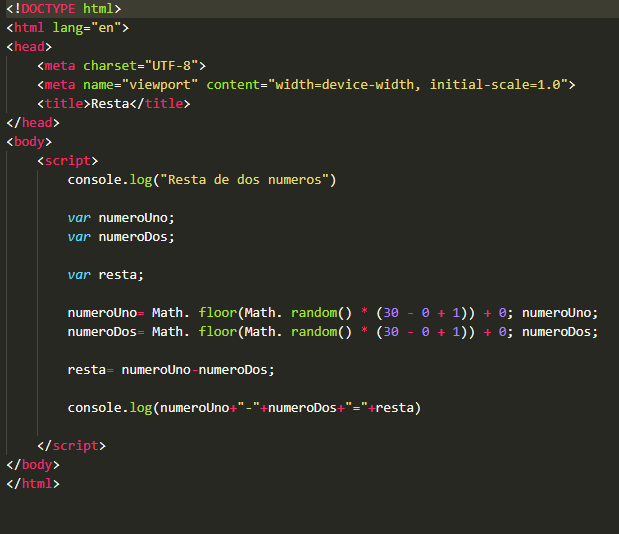 <!DOCTYPE html>
<html lang="en">
<head>
    <meta charset="UTF-8">
    <meta name="viewport" content="width=device-width, initial-scale=1.0">
    <title>Resta</title>
</head>
<body>
    <script>
        console.log("Resta de dos numeros")
        var numeroUno;
        var numeroDos;
        var resta;
        numeroUno= Math. floor(Math. random() * (30 - 0 + 1)) + 0; numeroUno;
        numeroDos= Math. floor(Math. random() * (30 - 0 + 1)) + 0; numeroDos;
        resta= numeroUno-numeroDos;
        console.log(numeroUno+"-"+numeroDos+"="+resta)
    </script>
</body>
</html>